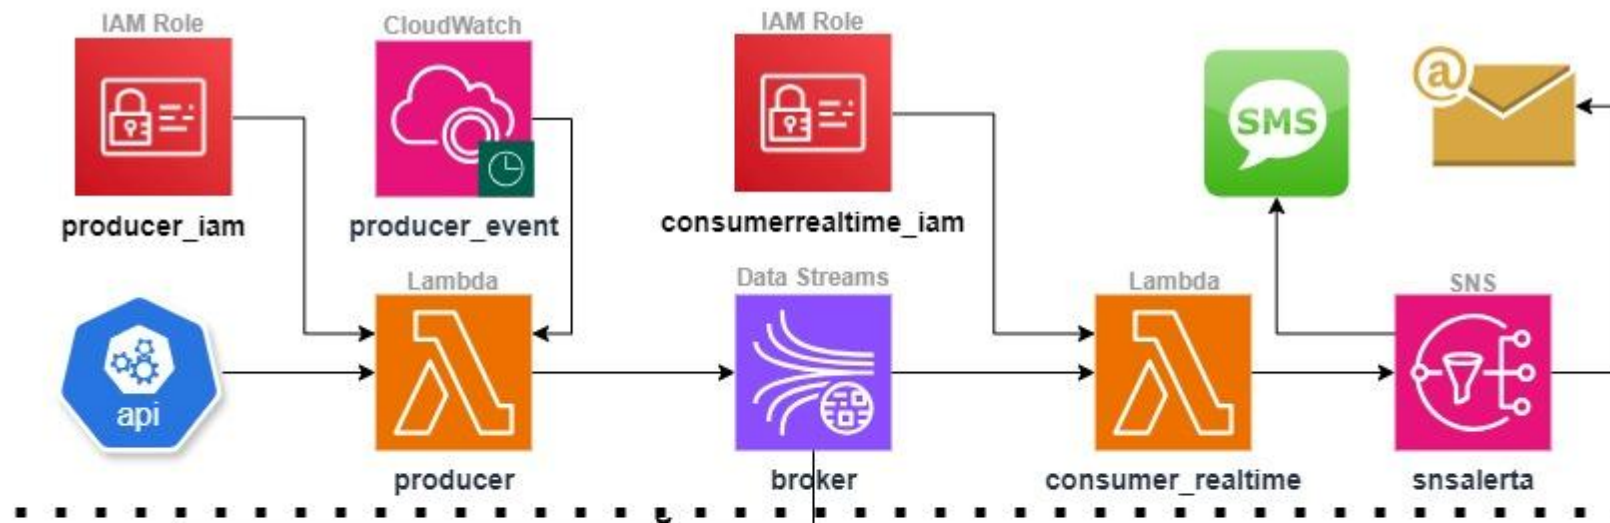 IAM Role
CloudWatch
IAM Role
SMS
@
producer_iam
producer_event
consumerrealtime_iam
Lambda
Data Streams
Lambda
SNS
api
producer
broker
consumer_realtime
snsalerta